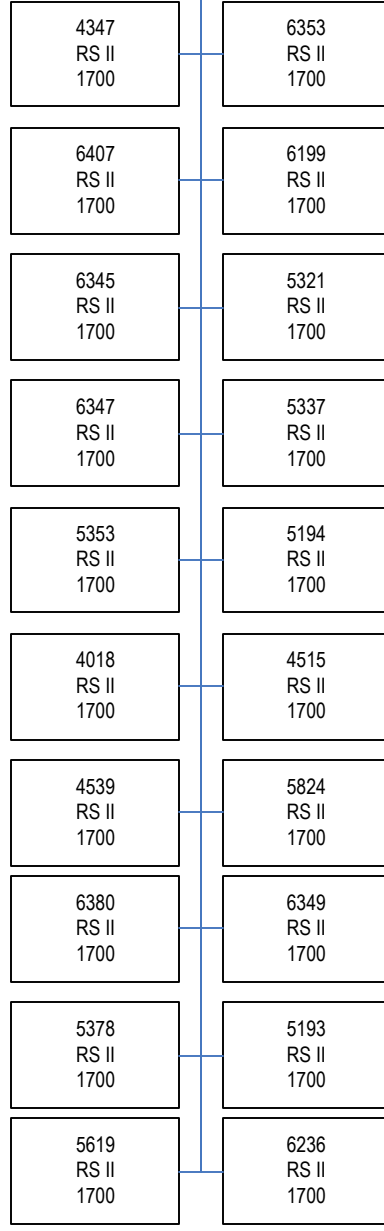 4347
RS II
1700
6353
RS II
1700
6407
RS II
1700
6199
RS II
1700
6345
RS II
1700
5321
RS II
1700
6347
RS II
1700
5337
RS II
1700
5353
RS II
1700
5194
RS II
1700
4018
RS II
1700
4515
RS II
1700
4539
RS II
1700
5824
RS II
1700
6380
RS II
1700
6349
RS II
1700
5378
RS II
1700
5193
RS II
1700
5619
RS II
1700
6236
RS II
1700